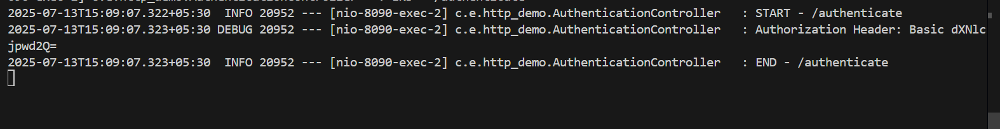 2025-07-13T15:09:07.322+05:30  INFO 20952 --- [nio-8090-exec-2] c.e.http_demo.AuthenticationController   : START - /authenticate
2025-07-13T15:09:07.323+05:30 DEBUG 20952 --- [nio-8090-exec-2] c.e.http_demo.AuthenticationController   : Authorization Header: Basic dXNlc
jpwd2Q=
2025-07-13T15:09:07.323+05:30  INFO 20952 --- [nio-8090-exec-2] c.e.http_demo.AuthenticationController   : END - /authenticate